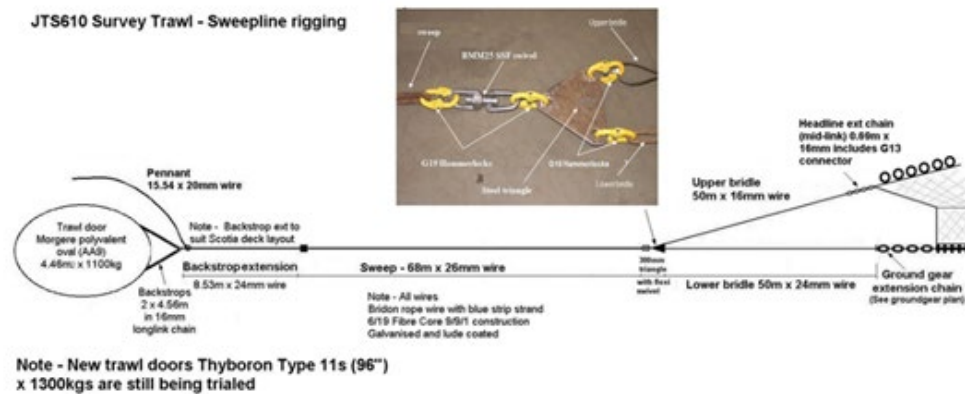 JTS610 Survey Trawl - Sweepline rigging
sweep
BMM25 SSF swivel
Upper bridle
G19 Hammerlocks
G19 Hammerlocks
Steel triangle
Lower bridle
Headline ext chain
(mid-link) 0.69m x
16mm includes G13
connector
Pennant
15.54 x 20mm wire
Upper bridle
50m x 16mm wire
Trawl door
Morgere polyvalent
oval (AA9)
4.46m; x 1100kg
Note - Backstrop ext to
suit Scotia deck layout
Backstrop extension
8.53m x 24mm wire
Sweep - 68m x 26mm wire
300mm
triangle
with
swivel
Lower bridle 50m x 24mm wire
Ground gear
extension chain
(See groundgear plan)
Backstrops
2 x 4.56m
in 16mm
longlink chain
Note - All wires
Bridon rope wire with blue strip strand
6/19 Fibre Core 9/9/1 construction
Galvanised and lude coated
Note - New trawl doors Thyboron Type 11s (96")
x 1300kgs are still being trialed